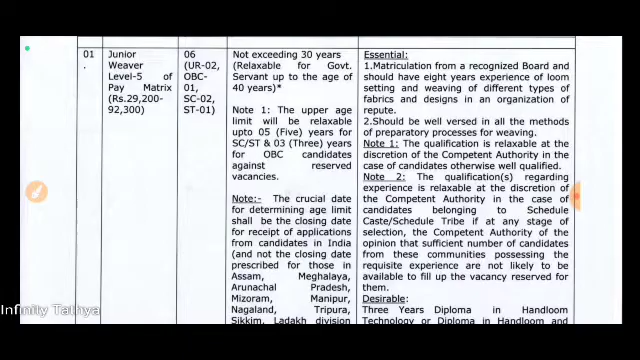 01
.
Junior
Weaver
Level-5 of
Pay Matrix
(Rs.29,200-
92,300)
06
(UR-02,
OBC-
01,
SC-02,
ST-01)
Not exceeding 30 years
(Relaxable for Govt.
Servant up to the age of
40 years)*
Note 1: The upper age
limit will be relaxable
upto 05 (Five) years for
SC/ST & 03 (Three) years
for OBC candidates
against reserved
vacancies.
Note:- The crucial date
for determining age limit
shall be the closing date
for receipt of applications
from candidates in India
(and not the closing date
prescribed for those in
Assam, Meghalaya,
Arunachal Pradesh,
Mizoram, Manipur,
Nagaland, Tripura,
Sikkim, Ladakh division
Essential:
1.Matriculation from a recognized Board and
should have eight years experience of loom
setting and weaving of different types of
fabrics and designs in an organization of
repute.
2.Should be well versed in all the methods
of preparatory processes for weaving.
Note 1: The qualification is relaxable at the
discretion of the Competent Authority in the
case of candidates otherwise well qualified.
Note 2: The qualification(s) regarding
experience is relaxable at the discretion of
the Competent Authority in the case of
candidates belonging to Schedule
Caste/Schedule Tribe if at any stage of
selection, the Competent Authority of the
opinion that sufficient number of candidates
from these communities possessing the
requisite experience are not likely to be
available to fill up the vacancy reserved for
them.
Desirable:
Three Years Diploma in Handloom
Technology or Diploma in Handloom and
Infinity Tathya